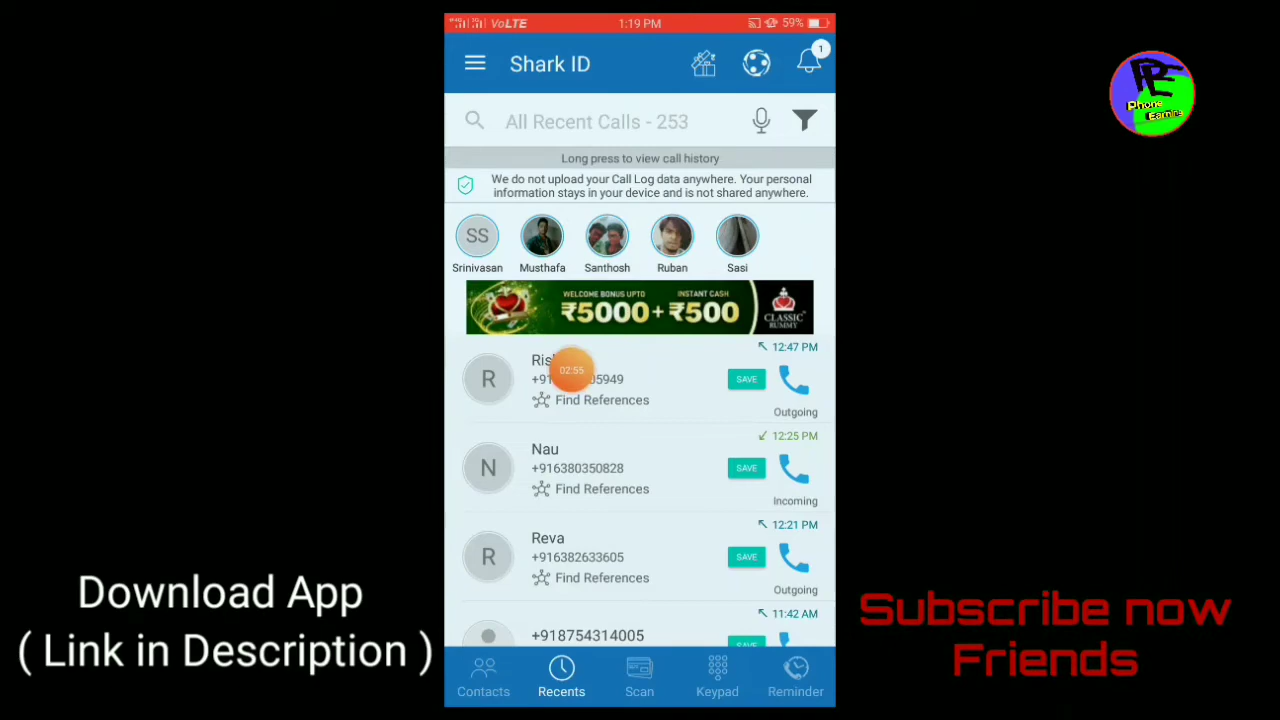 VoLTE 1:19 PM 59%
Shark ID
1
Phone
Earning
All Recent Calls - 253
Long press to view call history
We do not upload your Call Log data anywhere. Your personal
information stays in your device and is not shared anywhere.
SS
Srinivasan Musthafa Santhosh Ruban Sasi
WELCOME BONUS UPTO INSTANT CASH
₹5000 + ₹500
CLASSIC
RUMMY
12:47 PM
R
02:55
SAVE
Find References
Outgoing
12:25 PM
Nau
N
+916380350828
SAVE
Find References
Incoming
12:21 PM
Reva
R
+916382633605
SAVE
Find References
Outgoing
11:42 AM
+918754314005
Contacts Recents Scan Keypad Reminder
Download App
( Link in Description )
Subscribe now
Friends